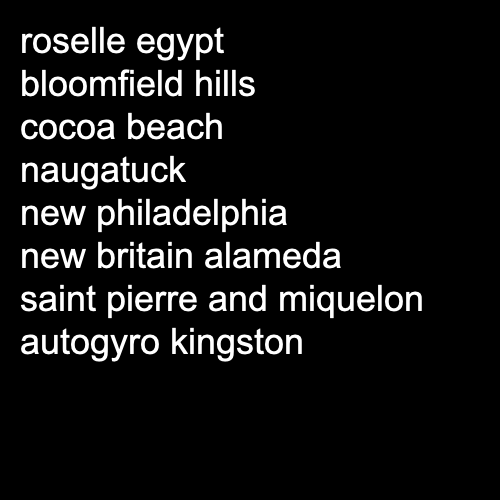 roselle egypt
bloomfield hills
cocoa beach
naugatuck
new philadelphia
new britain alameda
saint pierre and miquelon
autogyro kingston